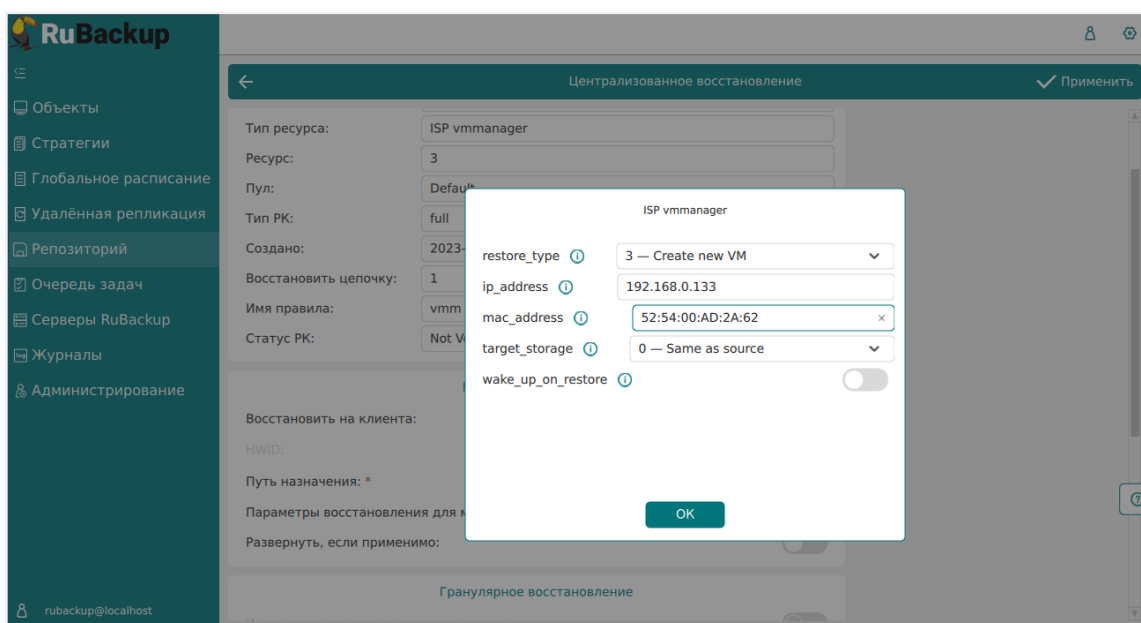 RuBackup
Объекты
Стратегии
Глобальное расписание
Удалённая репликация
Репозиторий
Очередь задач
Серверы RuBackup
Журналы
Администрирование
rubackup@localhost
Централизованное восстановление
Применить
Тип ресурса: ISP vmmanager
Ресурс: 3
Пул: Default
Тип РК: full
Создано: 2023-
Восстановить цепочку: 1
Имя правила: vmm
Статус РК: Not
Восстановить на клиента:
HWID:
Путь назначения: *
Параметры восстановления для
Развернуть, если применимо:
Гранулярное восстановление
ISP vmmanager
restore_type 3 — Create new VM
ip_address 192.168.0.133
mac_address 52:54:00:AD:2A:62
target_storage 0 — Same as source
wake_up_on_restore
OK